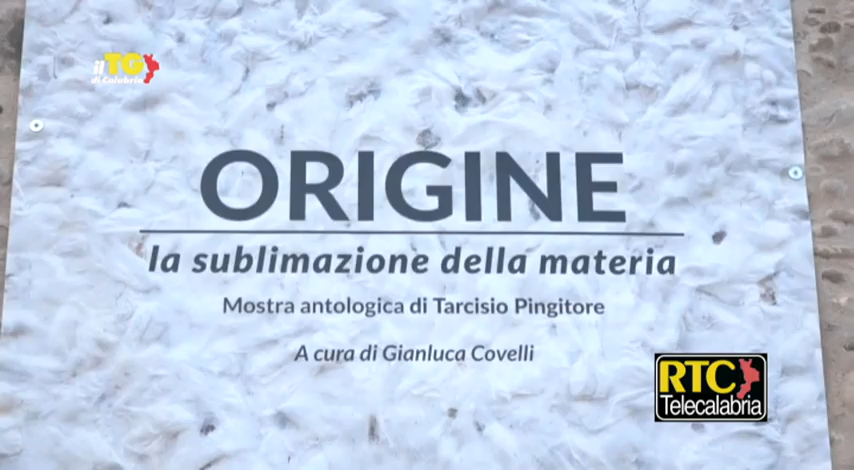 il TG
di Calabria
ORIGINE
la sublimazione della materia
Mostra antologica di Tarcisio Pingitore
A cura di Gianluca Covelli
RTC
Telecalabria